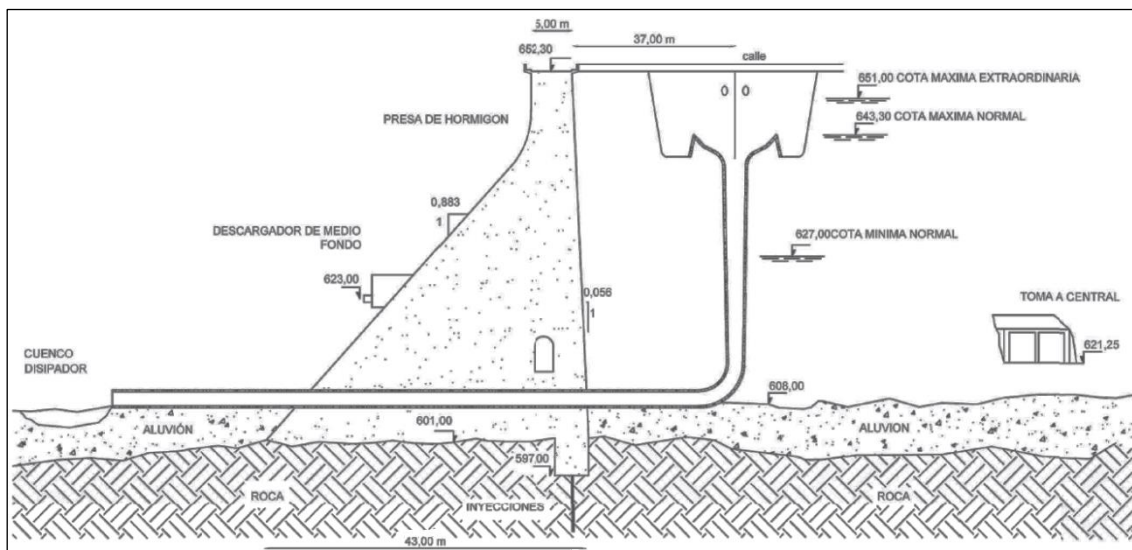 5,00 m
37,00 m
652,30
calle
651,00 COTA MAXIMA EXTRAORDINARIA
PRESA DE HORMIGON
643,30 COTA MAXIMA NORMAL
0,883
1
DESCARGADOR DE MEDIO
FONDO
627,00COTA MINIMA NORMAL
623,00
0,056
1
TOMA A CENTRAL
621,25
CUENCO
DISIPADOR
608,00
ALUVIÓN
601,00
ALUVION
597,00
ROCA
INYECCIONES
ROCA
43,00 m